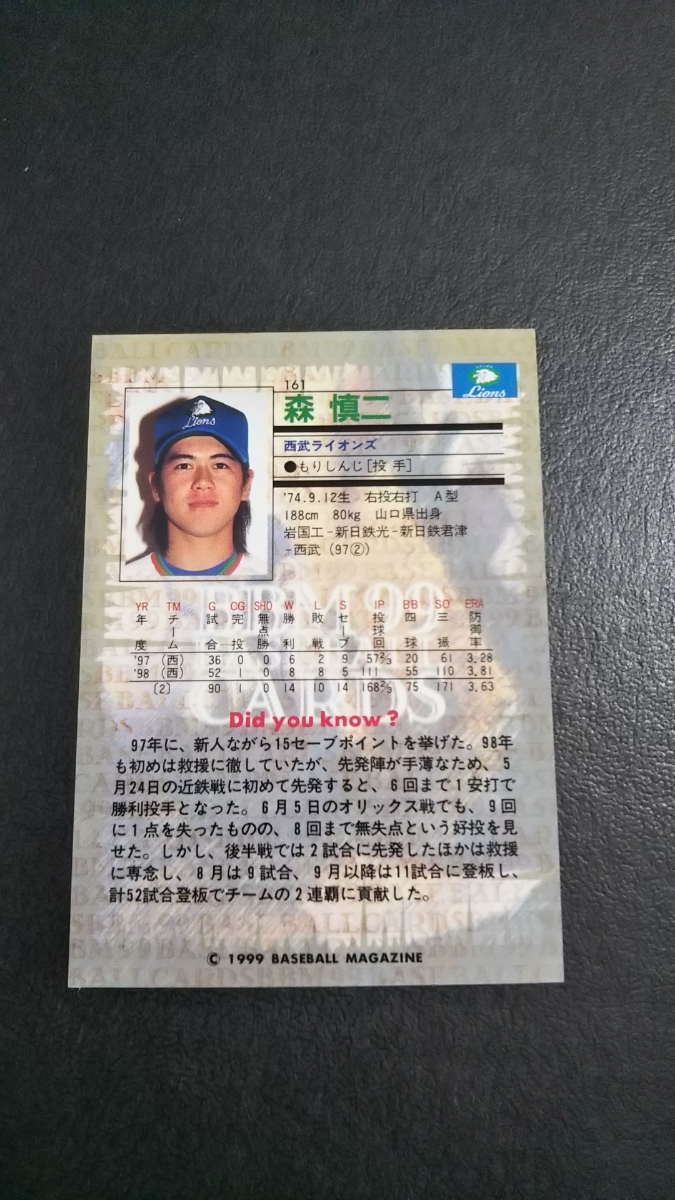 161
Lions
Lions
森 慎二
西武ライオンズ
●もりしんじ[投 手]
'74.9.12生 右投右打 A型
188cm 80kg 山口県出身
岩国工-新日鉄光-新日鉄君津
-西武(97②)
YR TM G CG SHO W L S IP BB SO ERA
年度 チーム 試合 完投 無点勝 勝利 敗戦 セーブ 投球回 四球 三振 防御率
'97 (西) 36 0 0 6 2 9 57 2/3 20 61 3.28
'98 (西) 52 1 0 8 8 5 111 55 110 3.81
〔2〕 90 1 0 14 10 14 168 2/3 75 171 3.63
Did you know ?
97年に、新人ながら15セーブポイントを挙げた。98年
も初めは救援に徹していたが、先発陣が手薄なため、5
月24日の近鉄戦に初めて先発すると、6回まで1安打で
勝利投手となった。6月5日のオリックス戦でも、9回
に1点を失ったものの、8回まで無失点という好投を見
せた。しかし、後半戦では2試合に先発したほかは救援
に専念し、8月は9試合、9月以降は11試合に登板し、
計52試合登板でチームの2連覇に貢献した。
© 1999 BASEBALL MAGAZINE